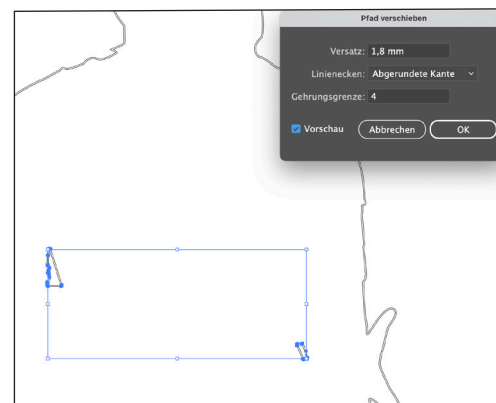 Pfad verschieben
Versatz: 1,8 mm
Linienecken: Abgerundete Kante
Gehrungsgrenze: 4
Vorschau Abbrechen OK